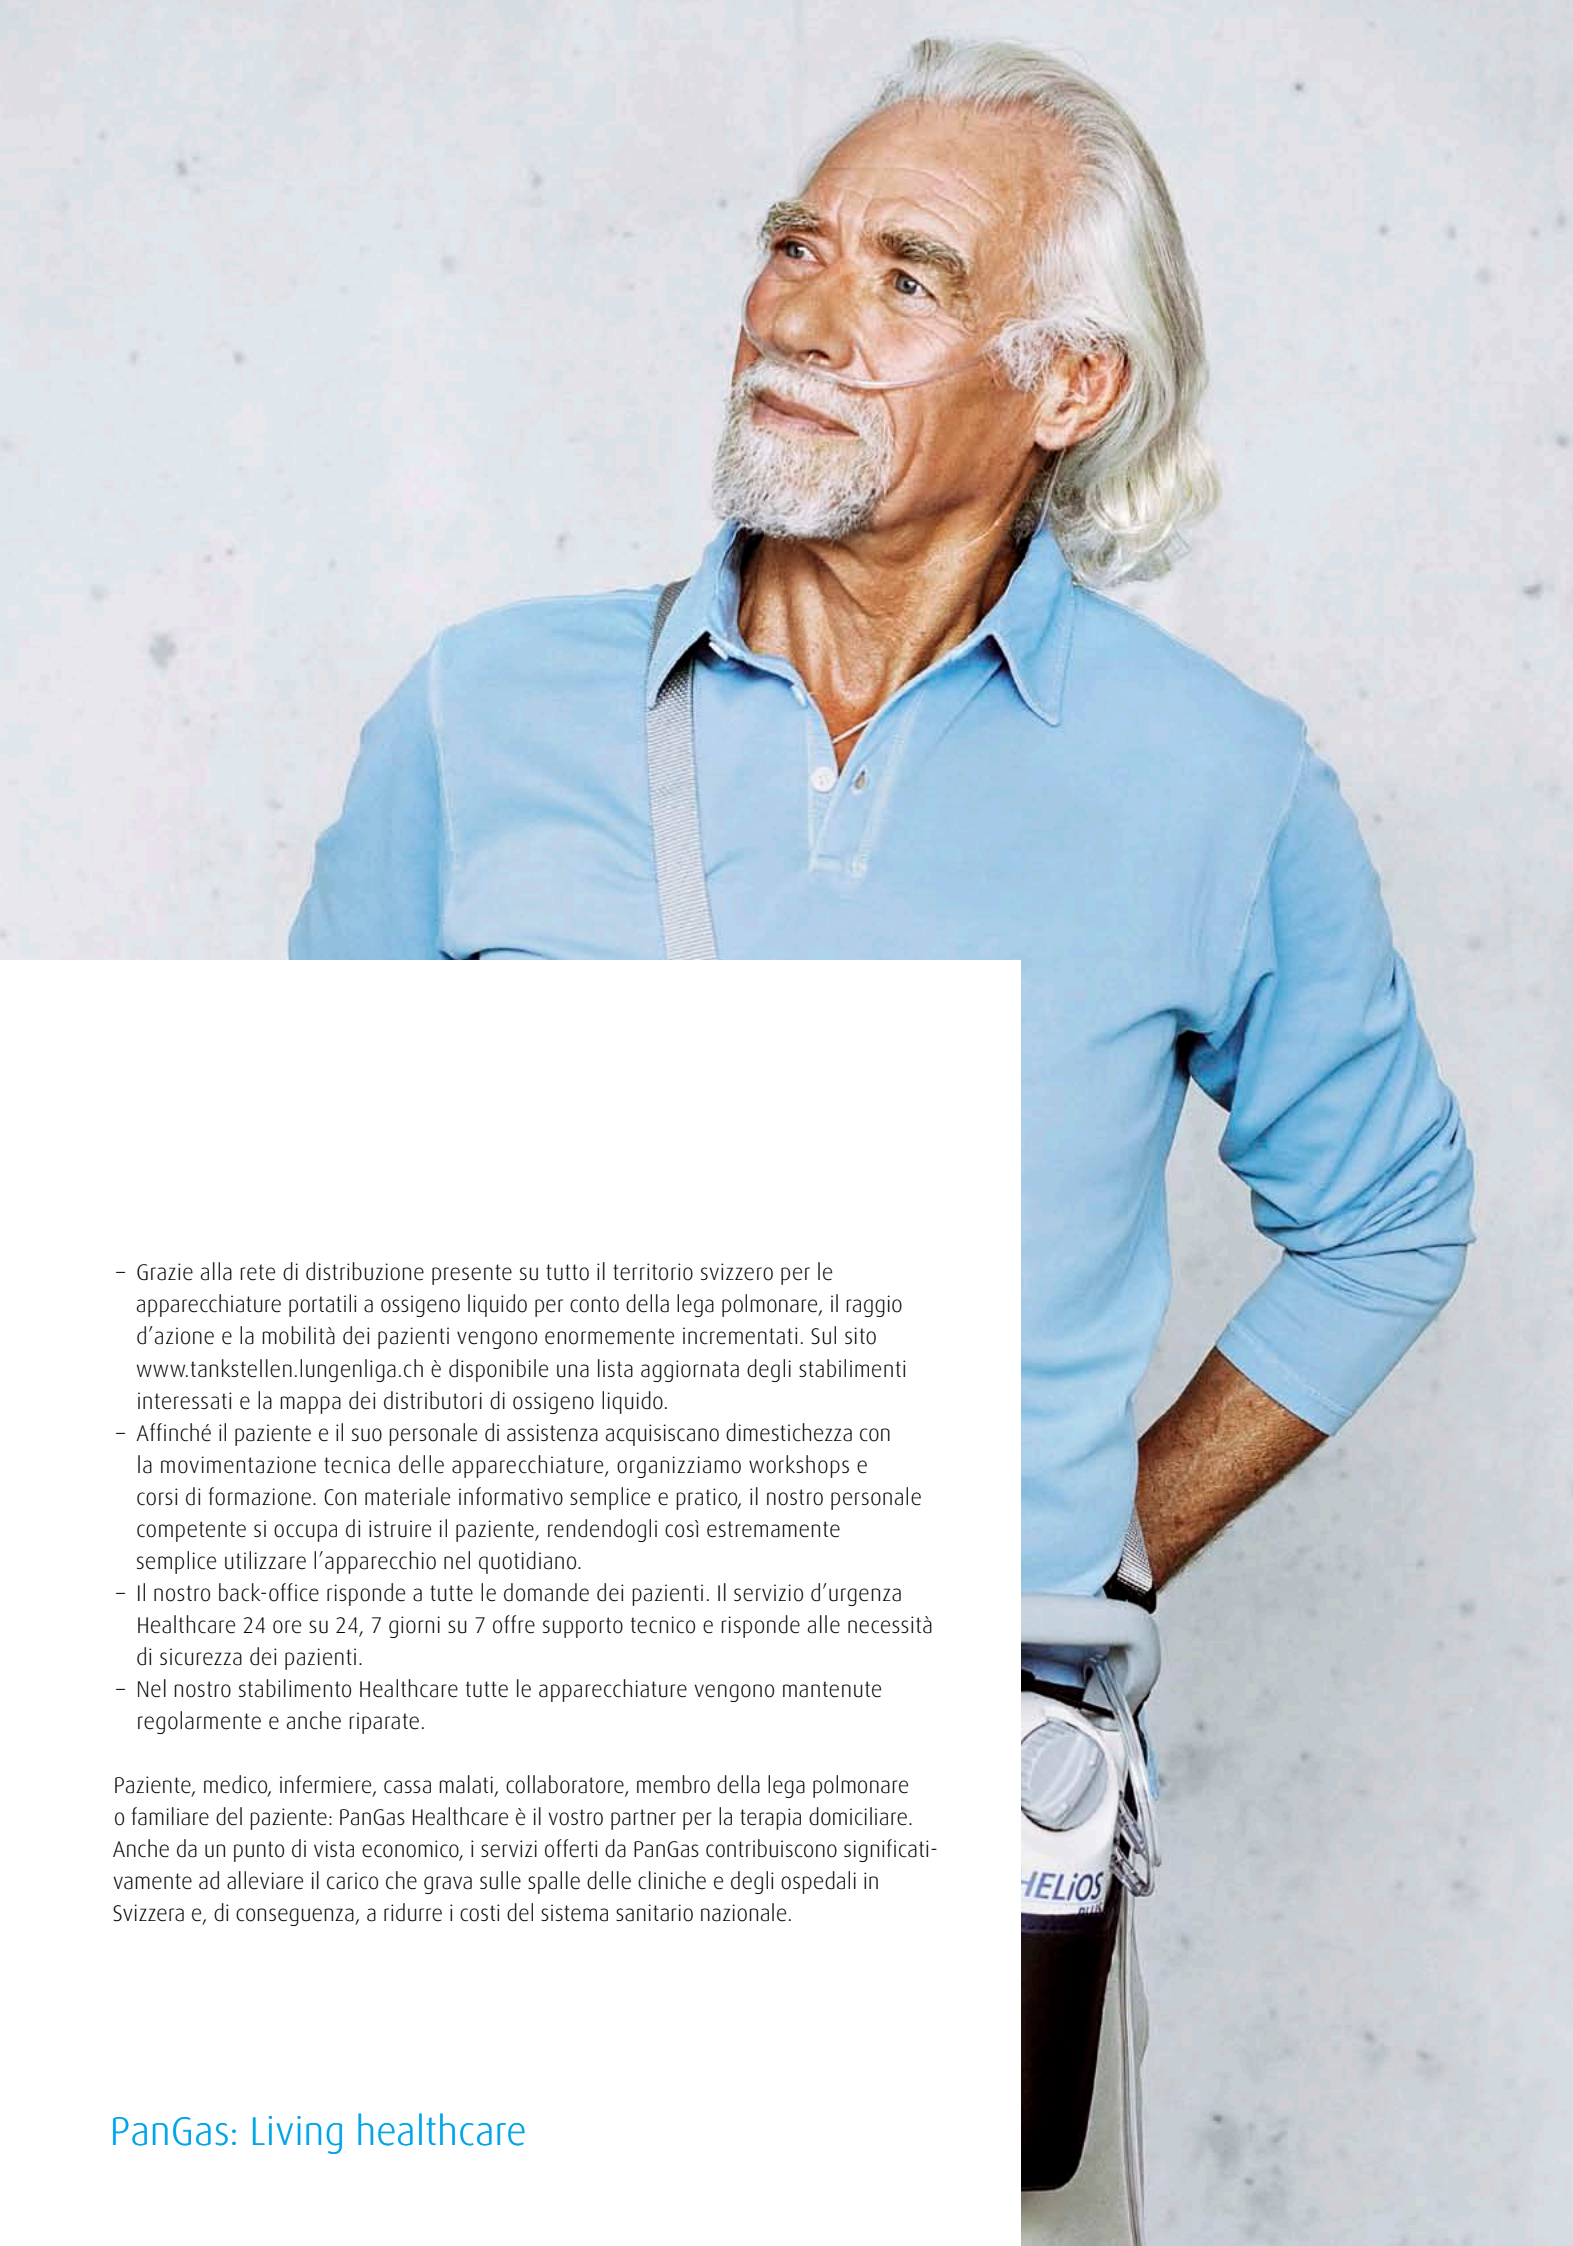 – Grazie alla rete di distribuzione presente su tutto il territorio svizzero per le
apparecchiature portatili a ossigeno liquido per conto della lega polmonare, il raggio
d’azione e la mobilità dei pazienti vengono enormemente incrementati. Sul sito
www.tankstellen.lungenliga.ch è disponibile una lista aggiornata degli stabilimenti
interessati e la mappa dei distributori di ossigeno liquido.
– Affinché il paziente e il suo personale di assistenza acquisiscano dimestichezza con
la movimentazione tecnica delle apparecchiature, organizziamo workshops e
corsi di formazione. Con materiale informativo semplice e pratico, il nostro personale
competente si occupa di istruire il paziente, rendendogli così estremamente
semplice utilizzare l’apparecchio nel quotidiano.
– Il nostro back-office risponde a tutte le domande dei pazienti. Il servizio d’urgenza
Healthcare 24 ore su 24, 7 giorni su 7 offre supporto tecnico e risponde alle necessità
di sicurezza dei pazienti.
– Nel nostro stabilimento Healthcare tutte le apparecchiature vengono mantenute
regolarmente e anche riparate.
Paziente, medico, infermiere, cassa malati, collaboratore, membro della lega polmonare
o familiare del paziente: PanGas Healthcare è il vostro partner per la terapia domiciliare.
Anche da un punto di vista economico, i servizi offerti da PanGas contribuiscono significati-
vamente ad alleviare il carico che grava sulle spalle delle cliniche e degli ospedali in
Svizzera e, di conseguenza, a ridurre i costi del sistema sanitario nazionale.
HELiOS
PLUS
PanGas: Living healthcare